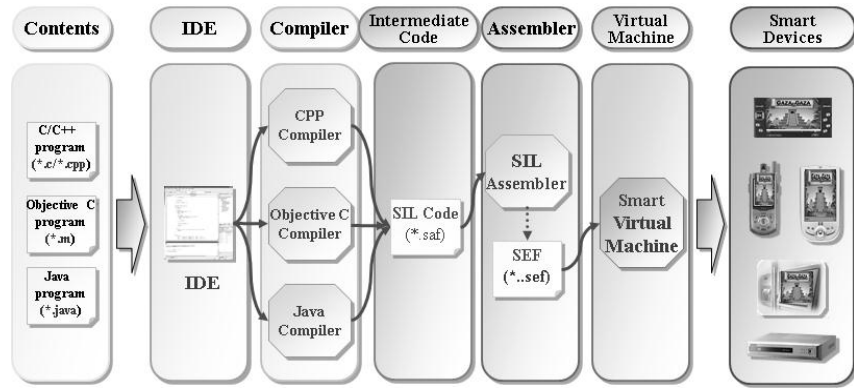 Contents
IDE
Compiler
Intermediate
Code
Assembler
Virtual
Machine
Smart
Devices
C/C++
program
(*.c/*.cpp)
Objective C
program
(*.m)
Java
program
(*.java)
IDE
CPP
Compiler
Objective C
Compiler
Java
Compiler
SIL Code
(*.saf)
SIL
Assembler
SEF
(*..sef)
Smart
Virtual
Machine